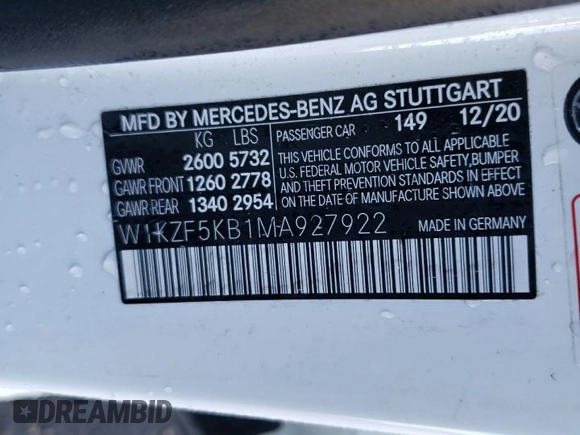 MFD BY MERCEDES-BENZ AG STUTTGART
KG LBS PASSENGER CAR 149 12/20
GVWR 2600 5732 THIS VEHICLE CONFORMS TO ALL APPLICABLE
GAWR FRONT 1260 2778 U.S. FEDERAL MOTOR VEHICLE SAFETY, BUMPER
AND THEFT PREVENTION STANDARDS IN EFFECT
GAWR REAR 1340 2954 ON THE DATE OF MANUFACTURE SHOWN ABOVE.
W1KZF5KB1MA927922 MADE IN GERMANY
DREAMBID